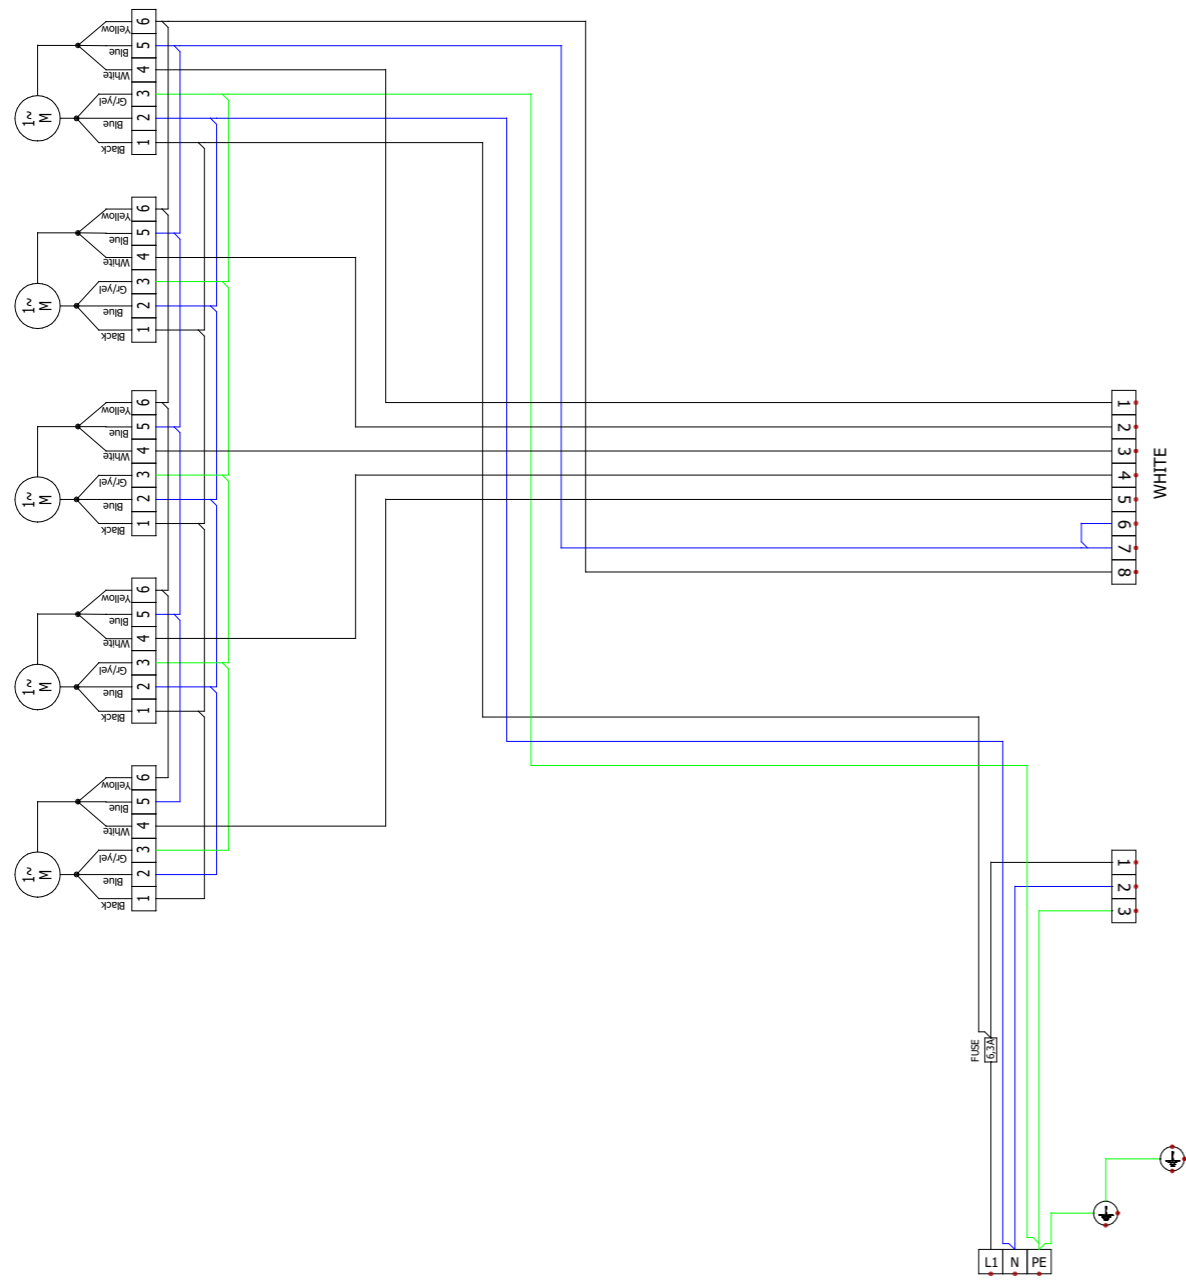 Yellow 6
Blue 5
White 4
Gr/yel 3
Blue 2
Black 1
M 1~
Yellow 6
Blue 5
White 4
Gr/yel 3
Blue 2
Black 1
M 1~
Yellow 6
Blue 5
White 4
Gr/yel 3
Blue 2
Black 1
M 1~
Yellow 6
Blue 5
White 4
Gr/yel 3
Blue 2
Black 1
M 1~
Yellow 6
Blue 5
White 4
Gr/yel 3
Blue 2
Black 1
M 1~
1
2
3
4
5
6
7
8
WHITE
1
2
3
FUSE
6,3A
L1 N PE